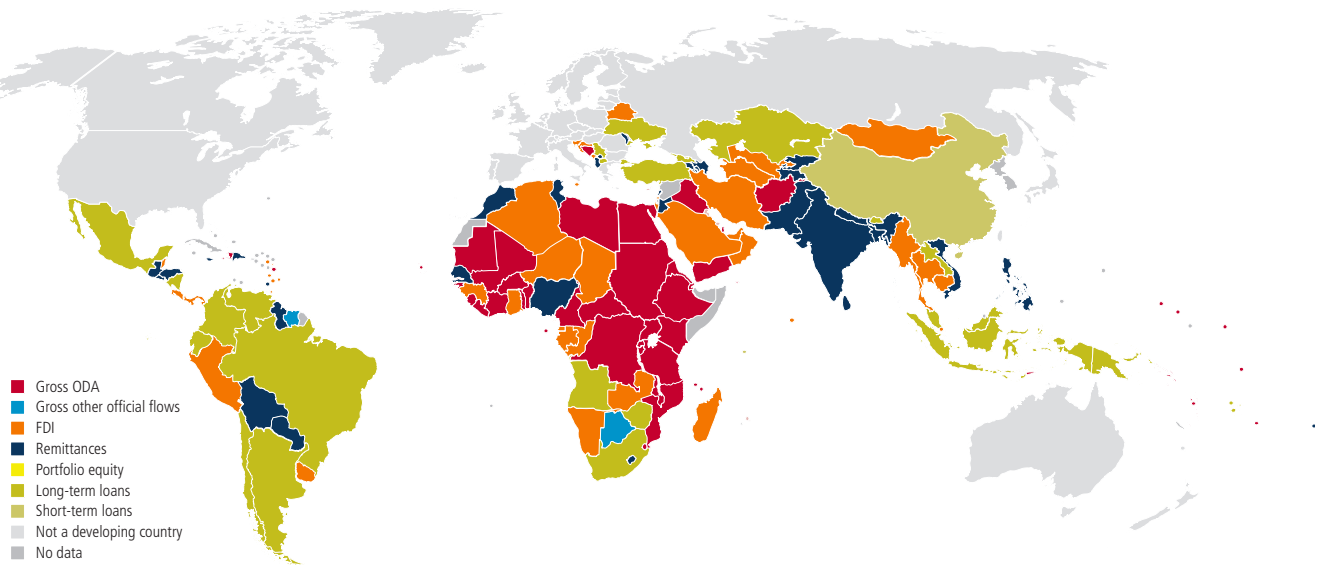 Gross ODA
Gross other official flows
FDI
Remittances
Portfolio equity
Long-term loans
Short-term loans
Not a developing country
No data